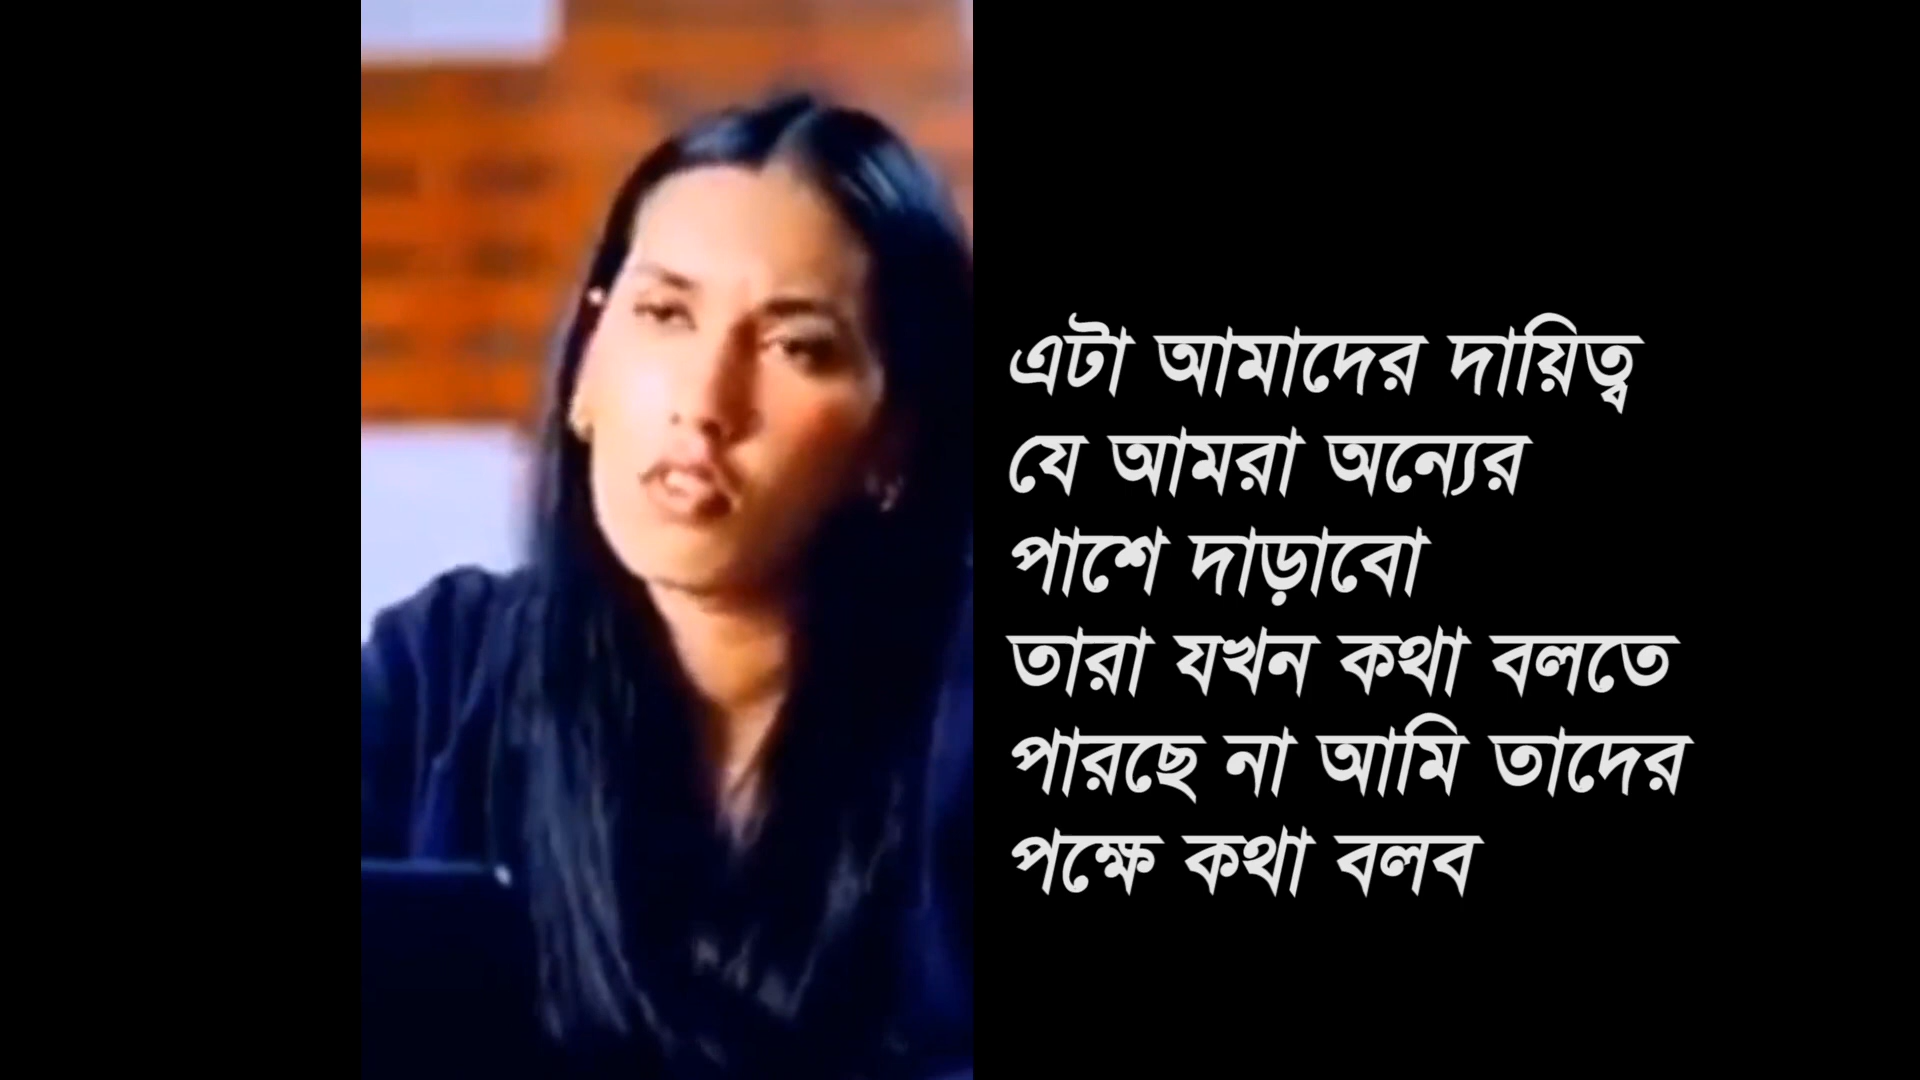 এটা আমাদের দায়িত্ব
যে আমরা অন্যের
পাশে দাড়াবো
তারা যখন কথা বলতে
পারছে না আমি তাদের
পক্ষে কথা বলব